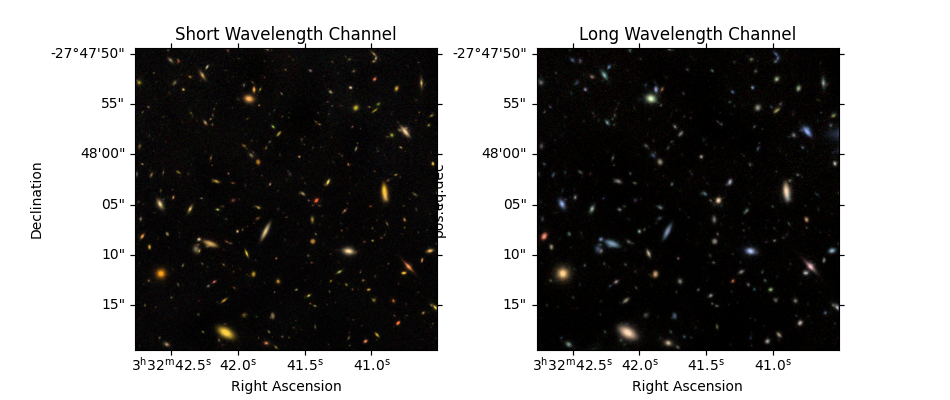 Short Wavelength Channel
Declination
-27°47'50"
55"
48'00"
05"
10"
15"
3ʰ32ᵐ42.5ˢ 42.0ˢ 41.5ˢ 41.0ˢ
Right Ascension
Long Wavelength Channel
pos.eq.dec
-27°47'50"
55"
48'00"
05"
10"
15"
3ʰ32ᵐ42.5ˢ 42.0ˢ 41.5ˢ 41.0ˢ
Right Ascension